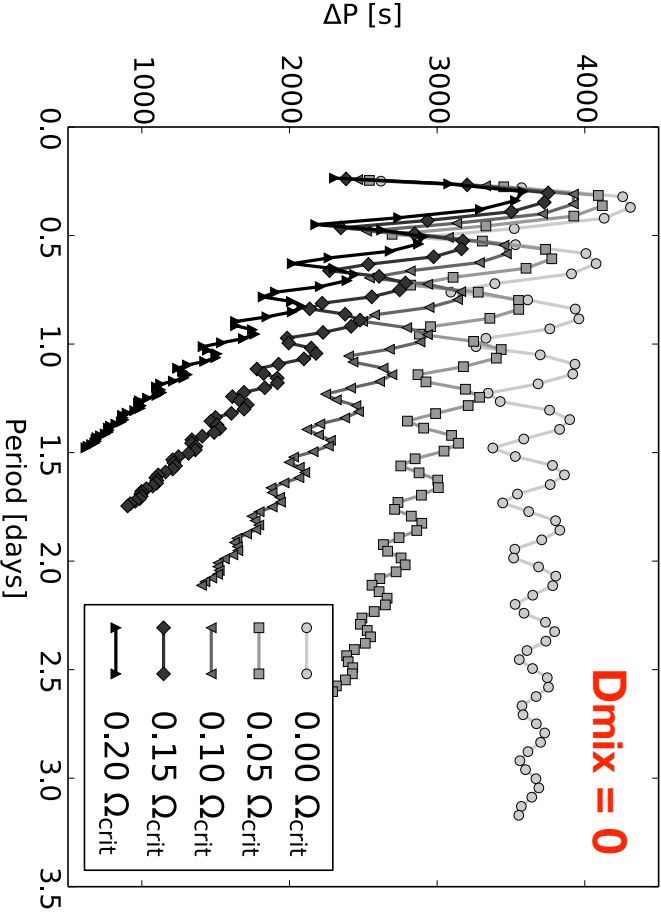 Dmix = 0
ΔP [s]
4000
3000
2000
1000
0.0
0.5
1.0
1.5
2.0
2.5
3.0
3.5
Period [days]
0.00 Ωcrit
0.05 Ωcrit
0.10 Ωcrit
0.15 Ωcrit
0.20 Ωcrit